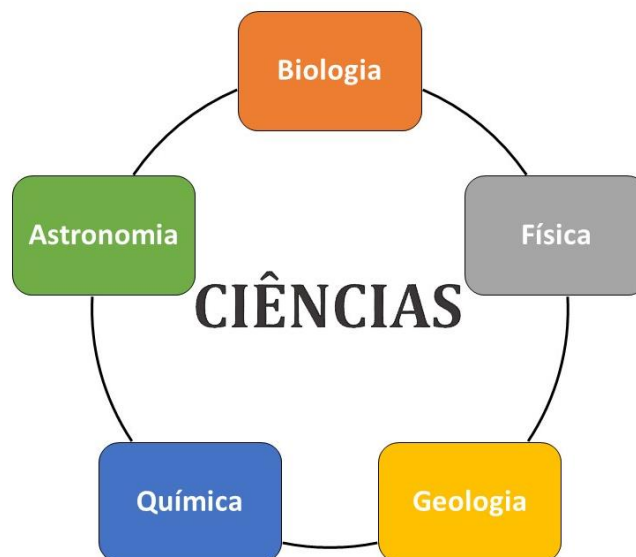 Biologia
Astronomia
Física
CIÊNCIAS
Química
Geologia